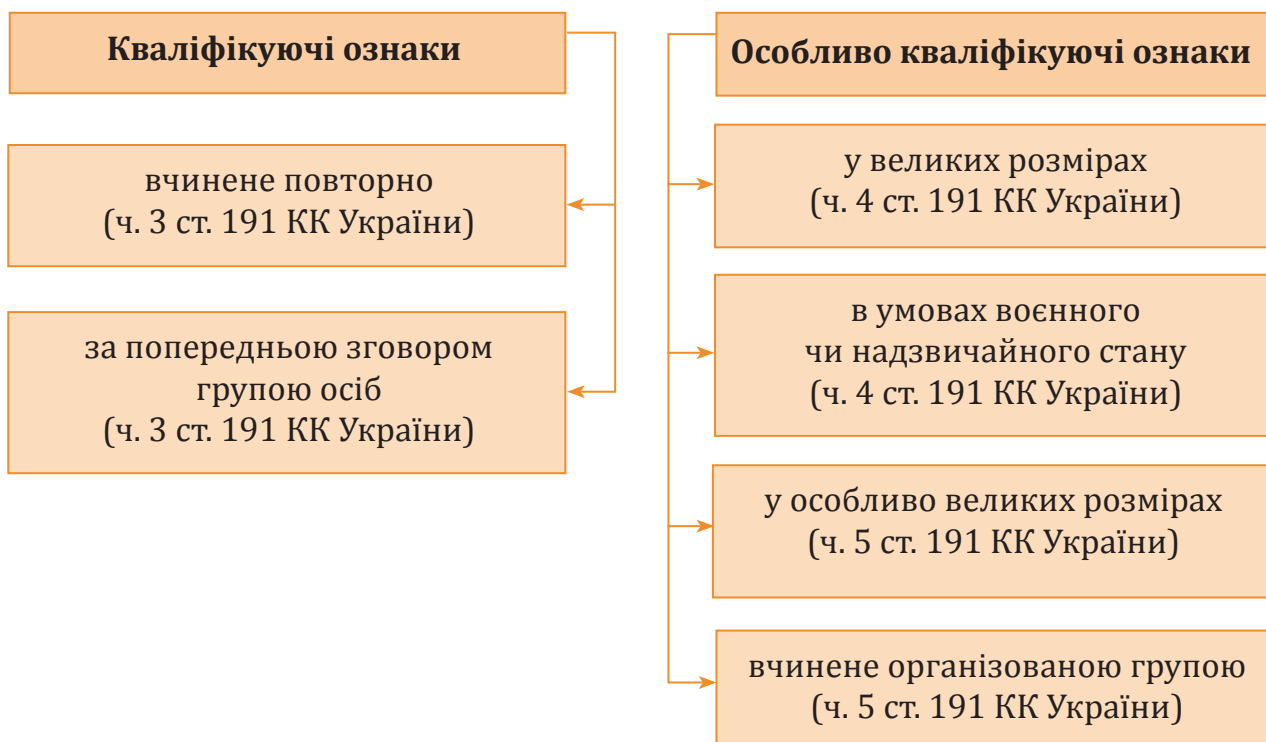 Кваліфікуючі ознаки
вчинене повторно
(ч. 3 ст. 191 КК України)
за попередньою зговором
групою осіб
(ч. 3 ст. 191 КК України)
Особливо кваліфікуючі ознаки
у великих розмірах
(ч. 4 ст. 191 КК України)
в умовах воєнного
чи надзвичайного стану
(ч. 4 ст. 191 КК України)
у особливо великих розмірах
(ч. 5 ст. 191 КК України)
вчинене організованою групою
(ч. 5 ст. 191 КК України)